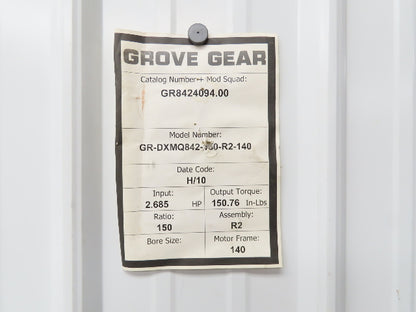 GROVE GEAR
Catalog Number++ Mod Squad:
GR8424094.00
Model Number:
GR-DXMQ842- -R2-140
Date Code:
H/10
Input:
2.685 HP
Output Torque:
150.76 In-Lbs
Ratio:
150
Assembly:
R2
Bore Size:
Motor Frame:
140